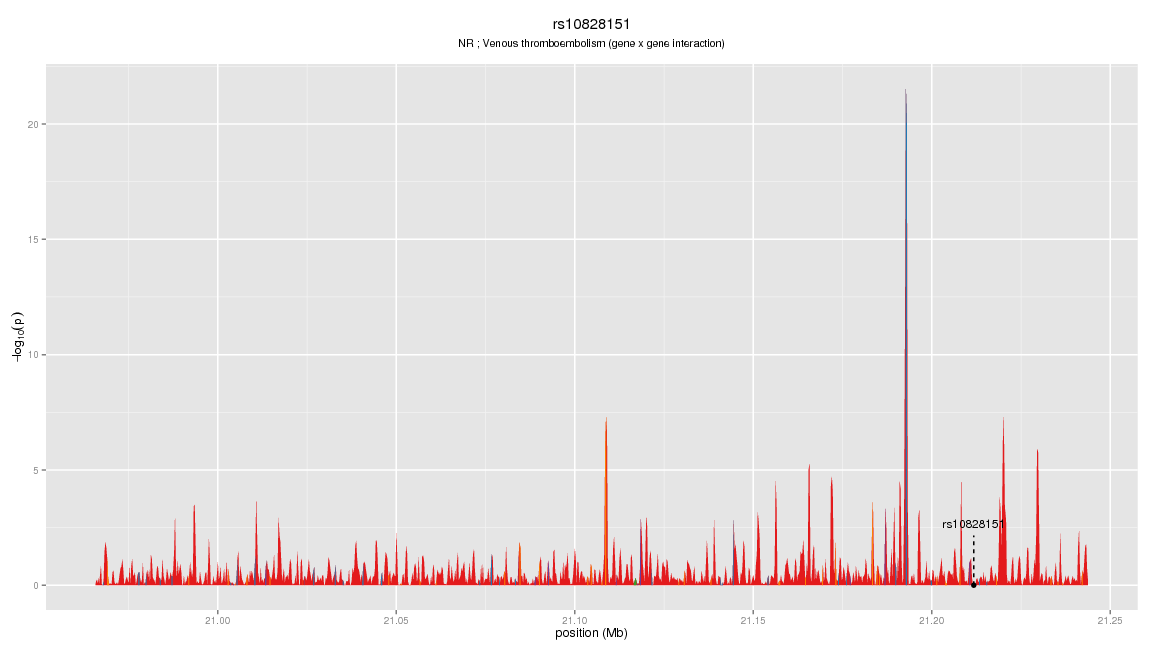 rs10828151
NR ; Venous thromboembolism (gene x gene interaction)
−log10(p)
20
15
10
5
0
rs10828151
21.00
21.05
21.10
21.15
21.20
21.25
position (Mb)